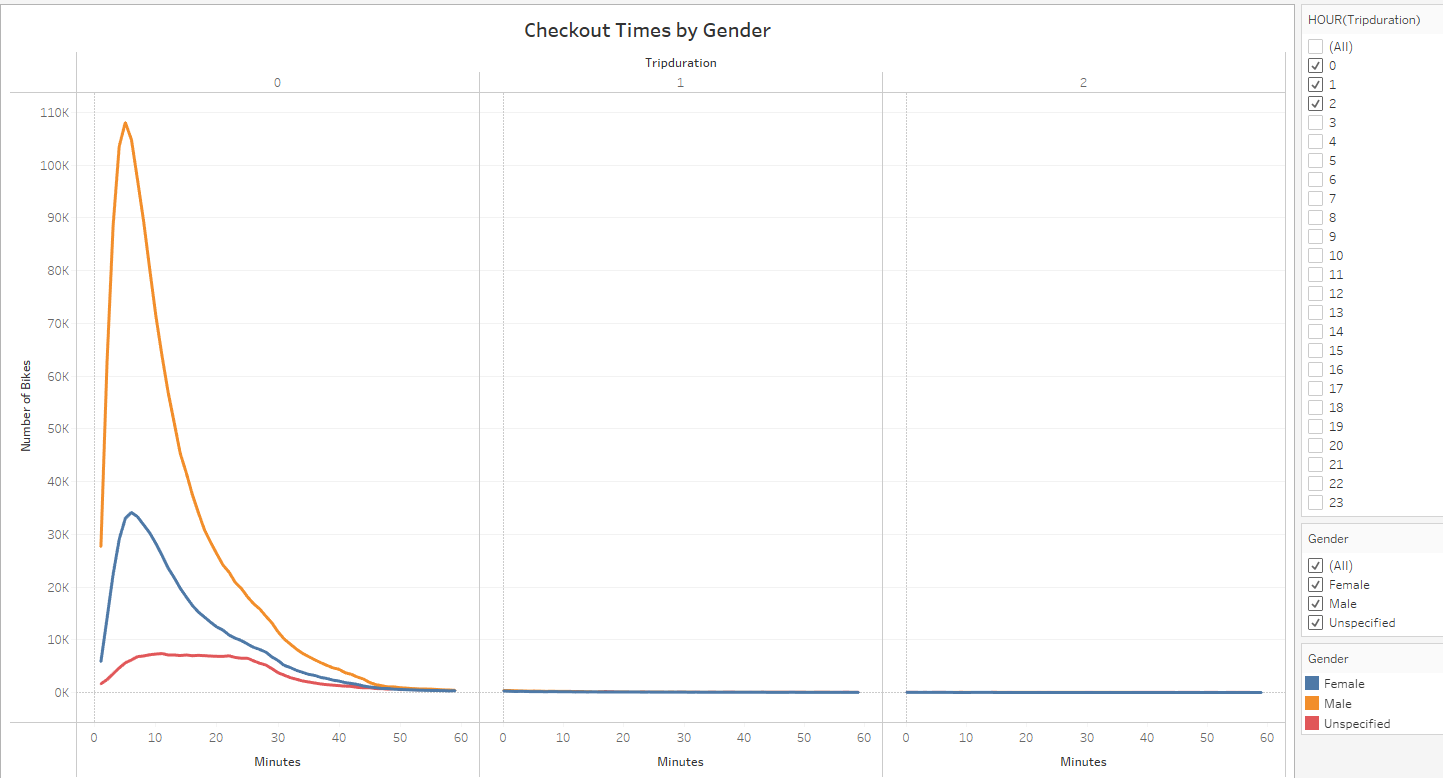 Checkout Times by Gender
Tripduration
0 1 2
110K
100K
90K
80K
70K
60K
50K
40K
30K
20K
10K
0K
Number of Bikes
0 10 20 30 40 50 60 0 10 20 30 40 50 60 0 10 20 30 40 50 60
Minutes Minutes Minutes
HOUR(Tripduration)
(All)
0
1
2
3
4
5
6
7
8
9
10
11
12
13
14
15
16
17
18
19
20
21
22
23
Gender
(All)
Female
Male
Unspecified
Gender
Female
Male
Unspecified